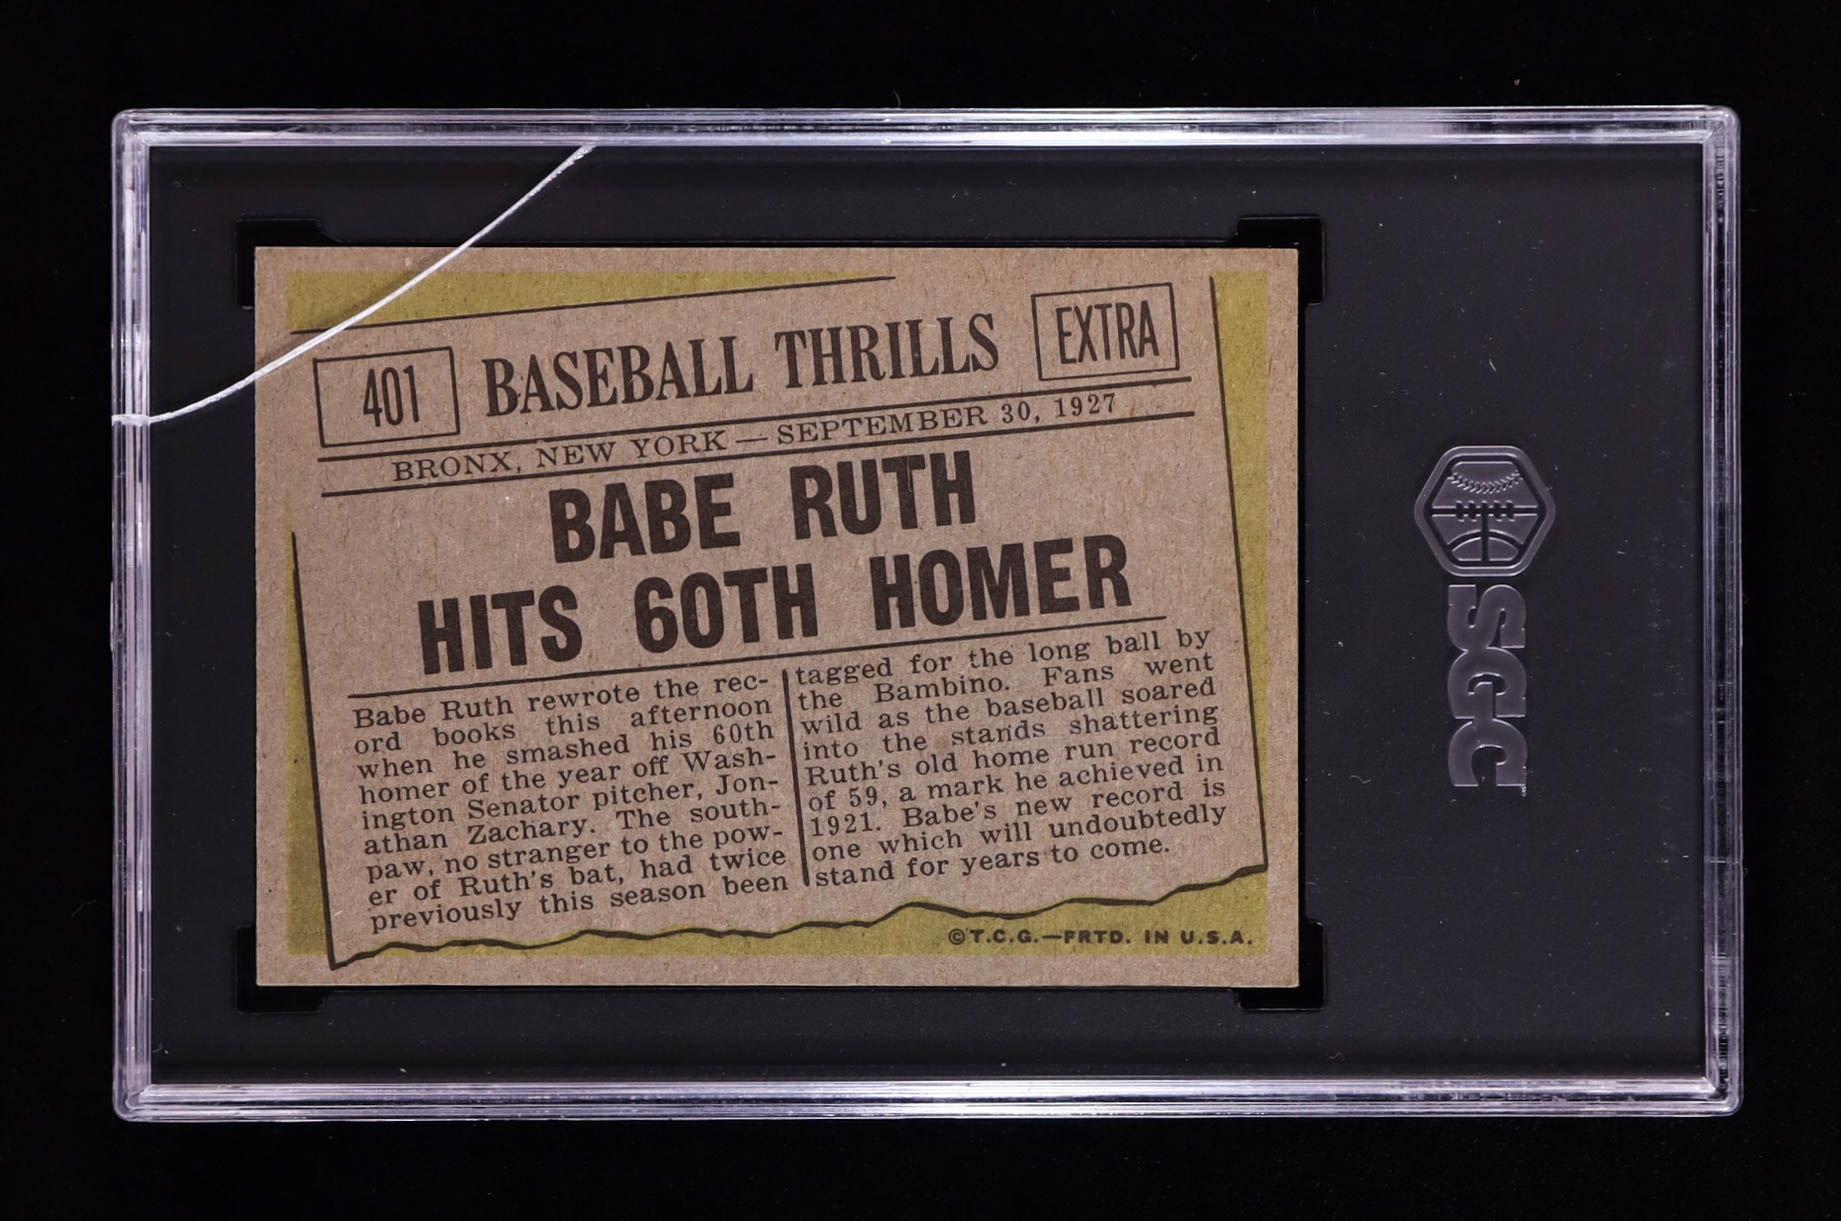 401 BASEBALL THRILLS EXTRA
BRONX, NEW YORK — SEPTEMBER 30, 1927
BABE RUTH
HITS 60TH HOMER
Babe Ruth rewrote the rec-
ord books this afternoon
when he smashed his 60th
homer of the year off Wash-
ington Senator pitcher, Jon-
athan Zachary. The south-
paw, no stranger to the pow-
er of Ruth's bat, had twice
previously this season been
tagged for the long ball by
the Bambino. Fans went
wild as the baseball soared
into the stands shattering
Ruth's old home run record
of 59, a mark he achieved in
1921. Babe's new record is
one which will undoubtedly
stand for years to come.
©T.C.G.—PRTD. IN U.S.A.
SGC